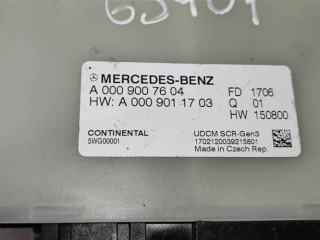 65401
MERCEDES-BENZ
A 000 900 76 04 FD 1706
HW: A 000 901 17 03 Q 01
HW 150800
CONTINENTAL UDCM SCR-Gen3
5WG00001 1702120039215801
Made in Czech Rep.